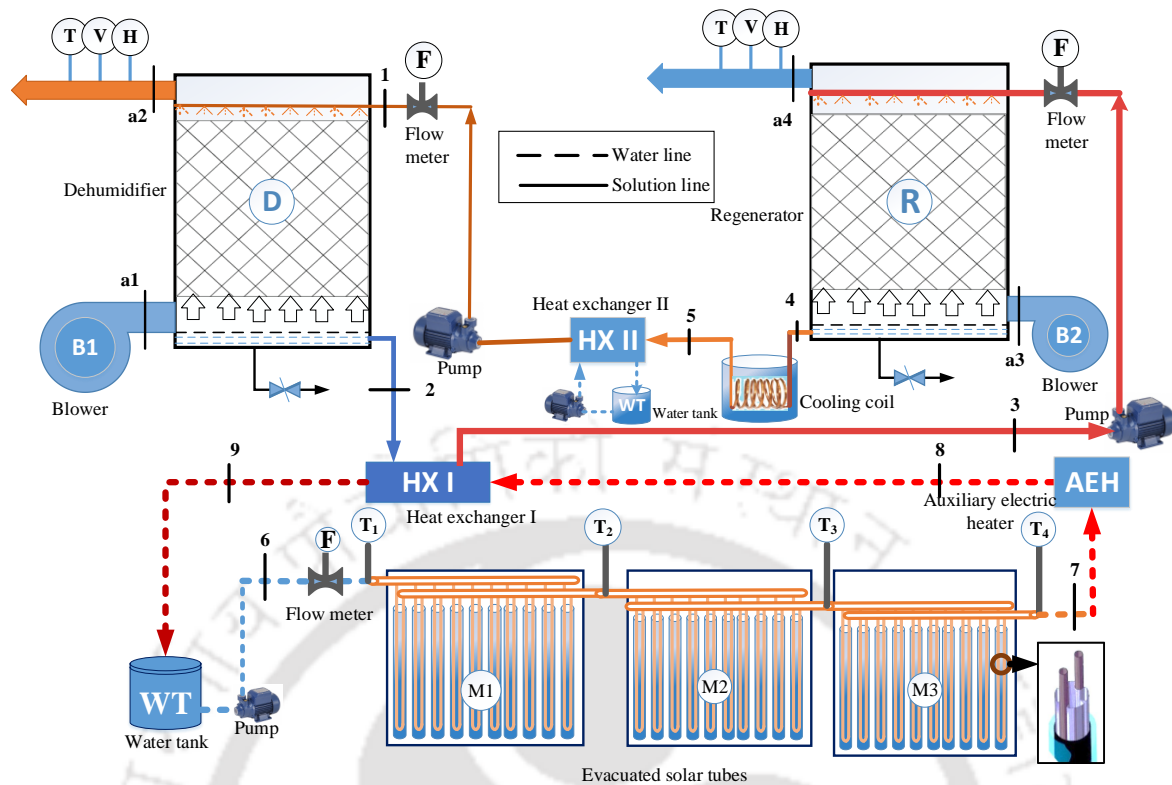 T V H
1
F
a2
Flow
meter
Dehumidifier
D
a1
B1
Blower
2
Pump
Water line
Solution line
Heat exchanger II
HX II
5
WT
Water tank
4
Cooling coil
T V H
a4
F
Flow
meter
Regenerator
R
a3
B2
Blower
3
Pump
9
HX I
Heat exchanger I
8
Auxiliary electric
heater
AEH
6
F
Flow meter
T1
T2
T3
T4
7
WT
Water tank
Pump
M1
M2
M3
Evacuated solar tubes